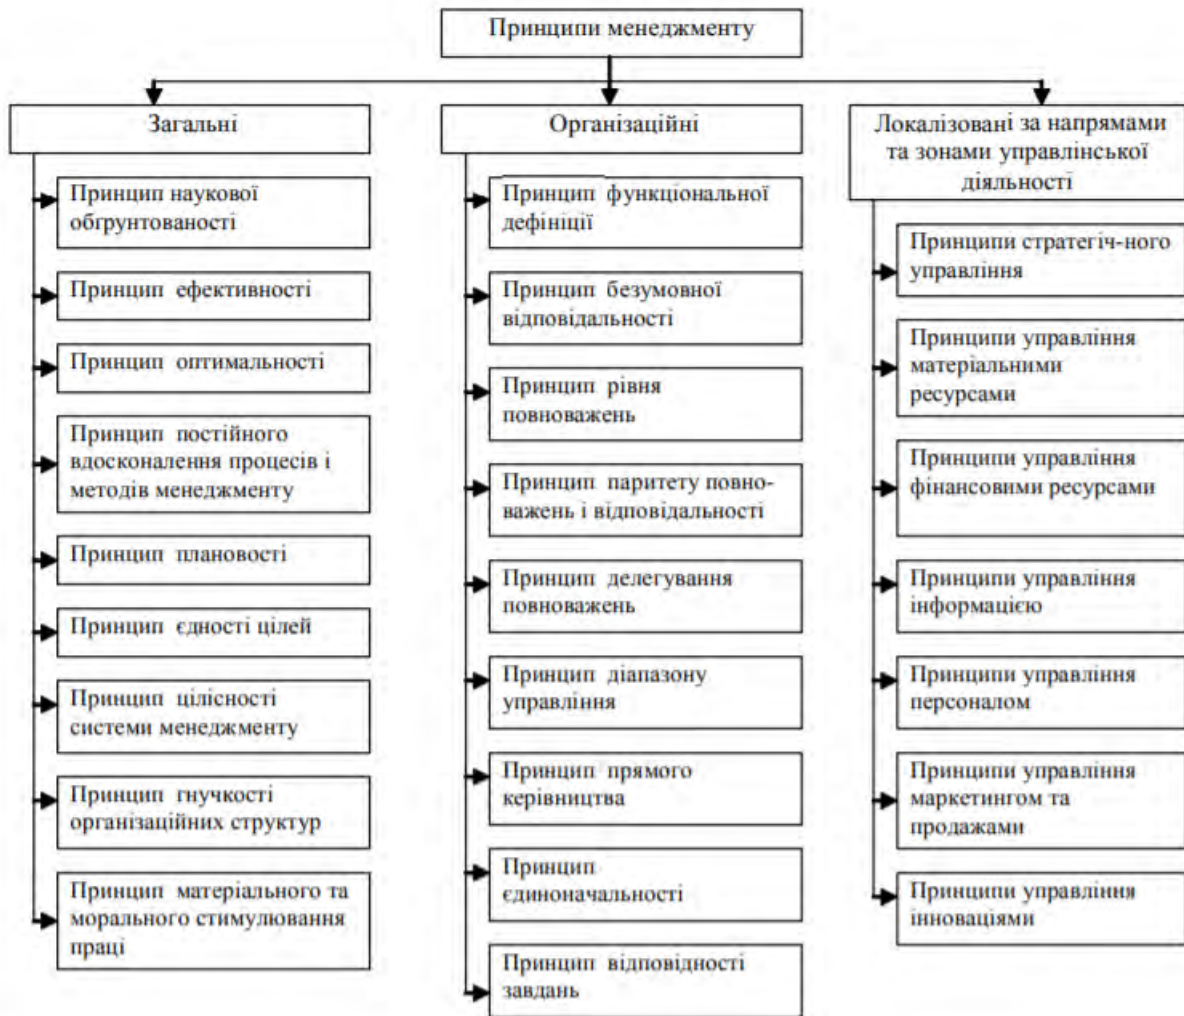 Принципи менеджменту
Загальні
Принцип наукової
обґрунтованості
Принцип ефективності
Принцип оптимальності
Принцип постійного
вдосконалення процесів і
методів менеджменту
Принцип плановості
Принцип єдності цілей
Принцип цілісності
системи менеджменту
Принцип гнучкості
організаційних структур
Принцип матеріального та
морального стимулювання
праці
Організаційні
Принцип функціональної
дефініції
Принцип безумовної
відповідальності
Принцип рівня
повноважень
Принцип паритету повно-
важень і відповідальності
Принцип делегування
повноважень
Принцип діапазону
управління
Принцип прямого
керівництва
Принцип
єдиноначальності
Принцип відповідності
завдань
Локалізовані за напрямами
та зонами управлінської
діяльності
Принципи стратегіч-ного
управління
Принципи управління
матеріальними
ресурсами
Принципи управління
фінансовими ресурсами
Принципи управління
інформацією
Принципи управління
персоналом
Принципи управління
маркетингом та
продажами
Принципи управління
інноваціями